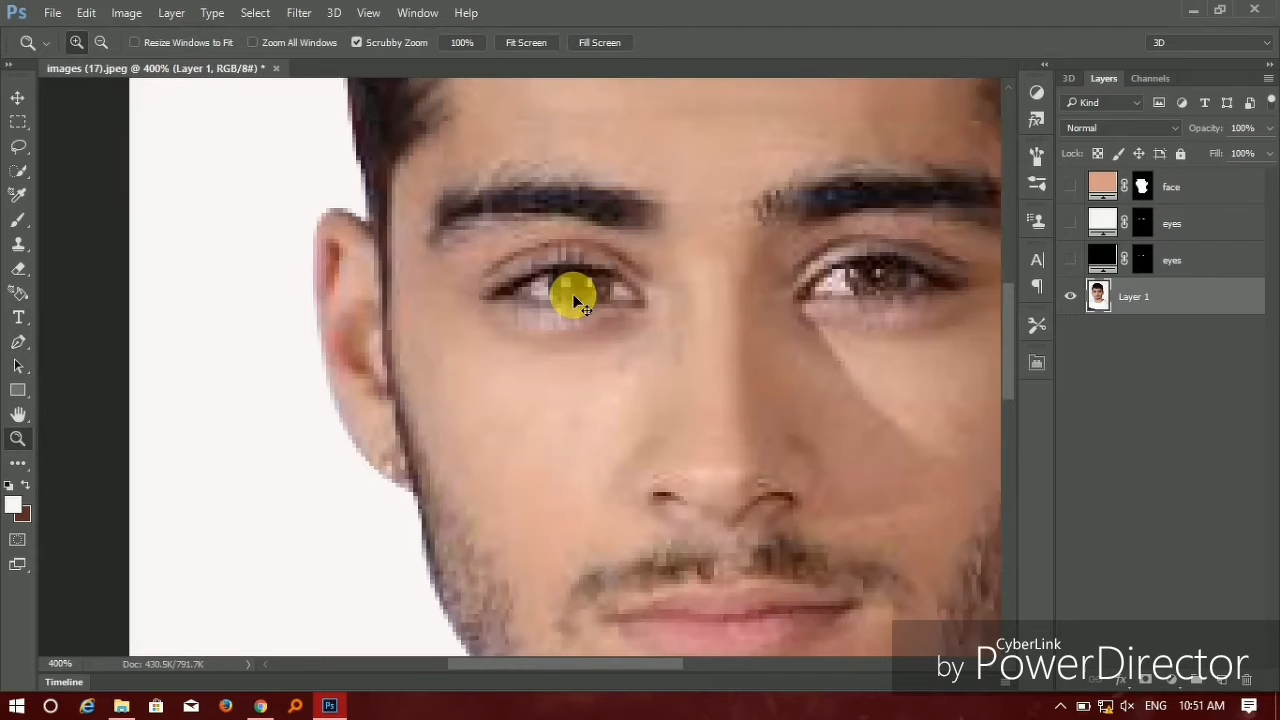 Ps File Edit Image Layer Type Select Filter 3D View Window Help
Resize Windows to Fit Zoom All Windows Scrubby Zoom 100% Fit Screen Fill Screen 3D
images (17).jpeg @ 400% (Layer 1, RGB/8#) * ×
3D Layers Channels
Kind
Normal Opacity: 100%
Lock: Fill: 100%
face
eyes
eyes
Layer 1
400% Doc: 430.5K/791.7K
Timeline
CyberLink
by PowerDirector
ENG 10:51 AM